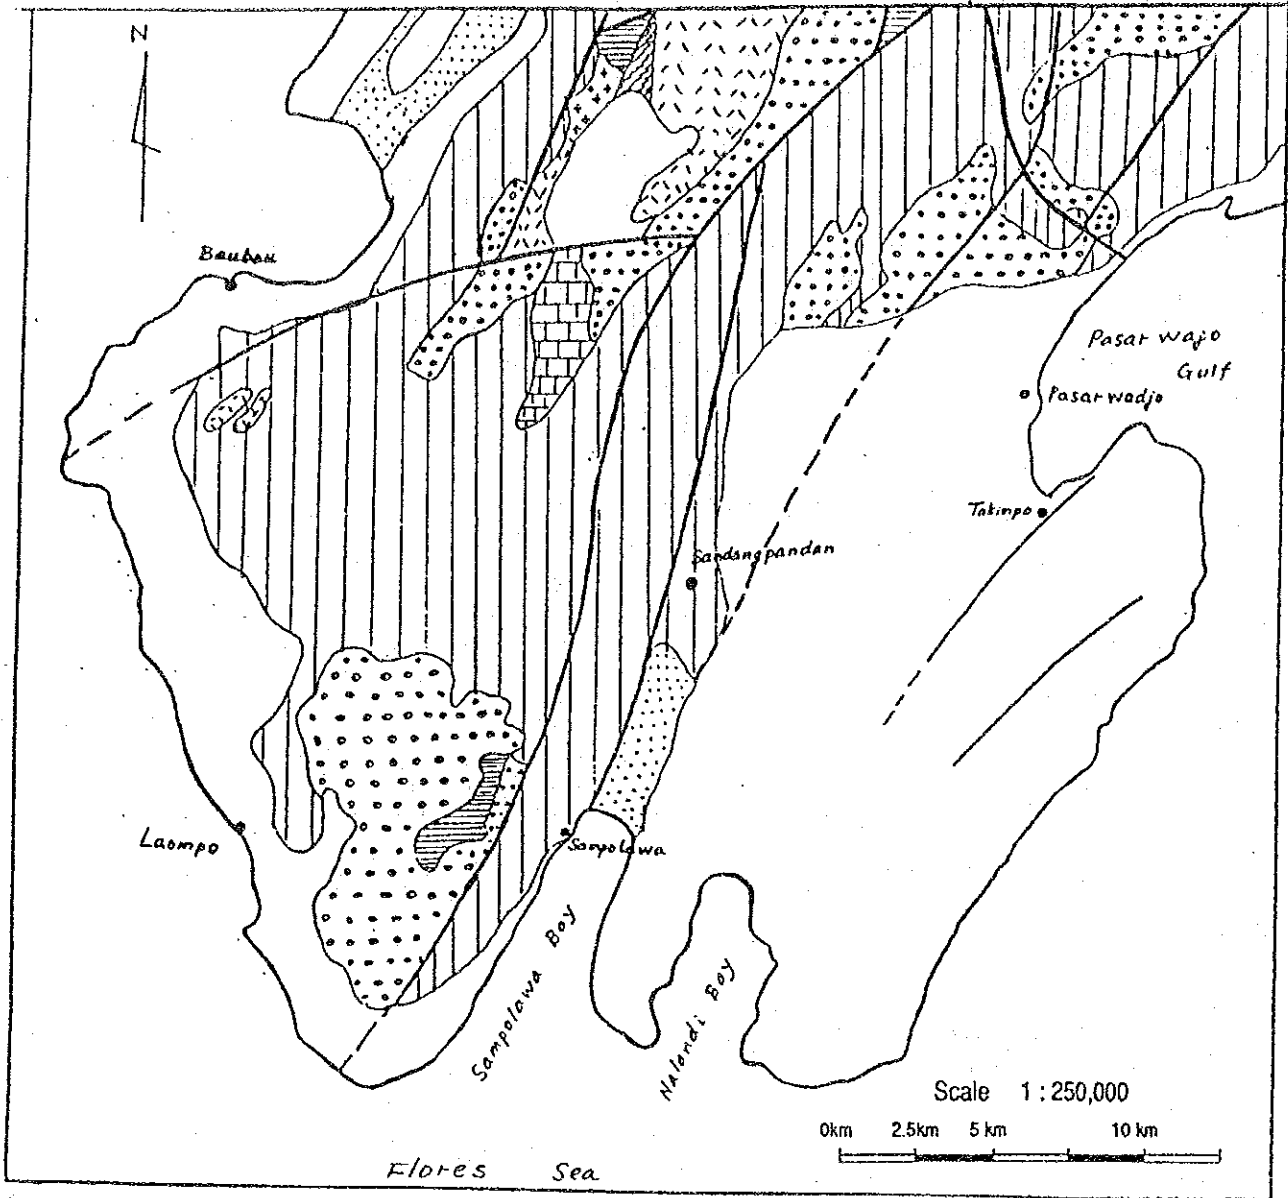 N
Baubau
Pasar Wajo
Gulf
Pasarwadjo
Takimpo
Sandangpandan
Laompo
Sampolawa
Sampolawa Bay
Nalandi Bay
Scale 1 : 250,000
0km 2.5km 5 km 10 km
Flores Sea